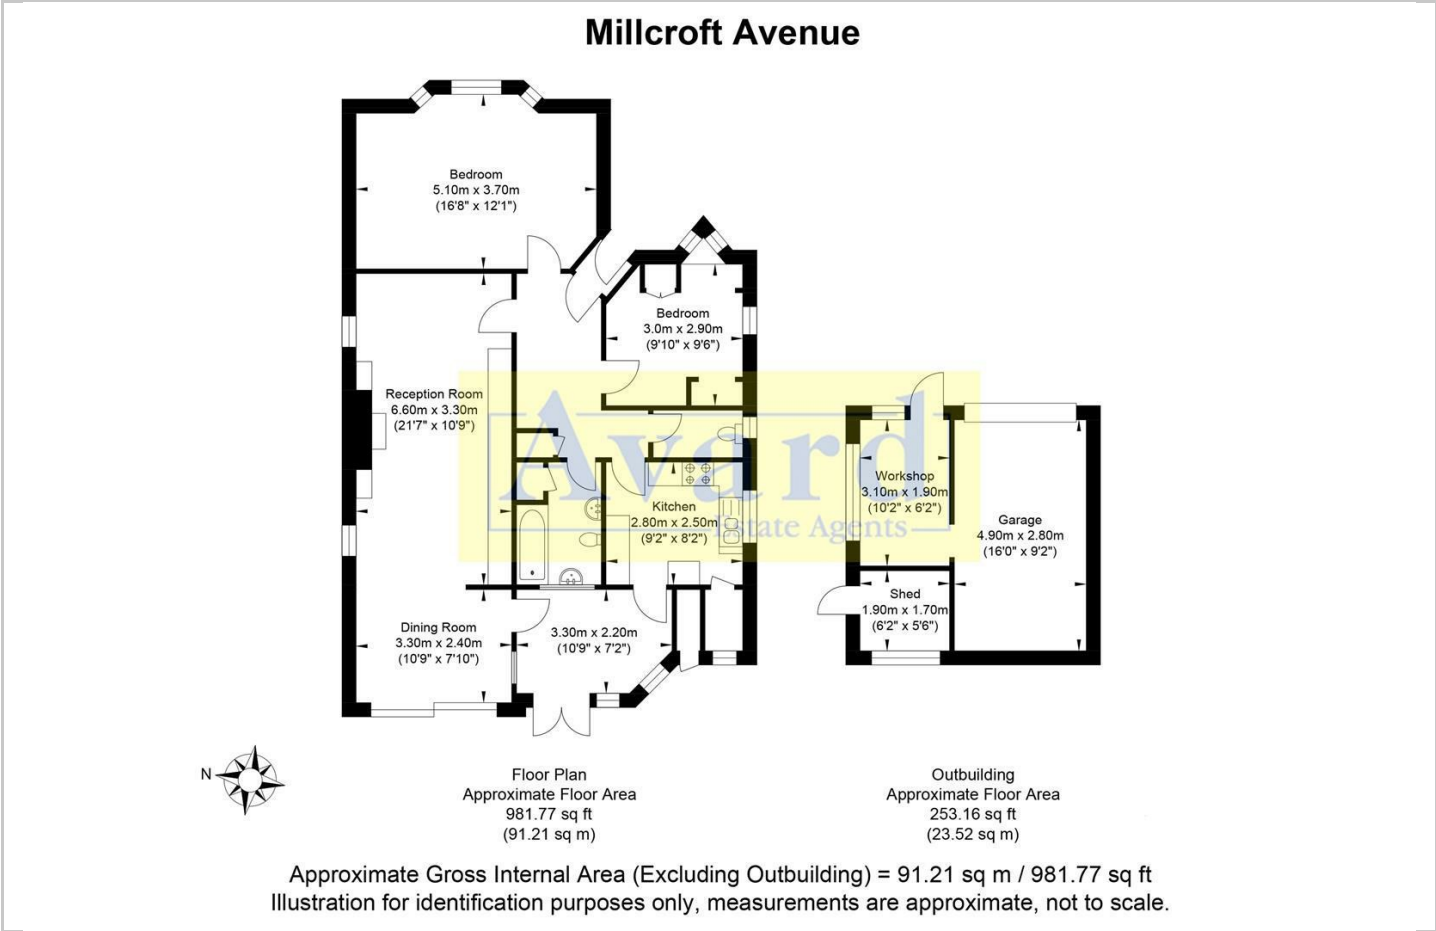 Millcroft Avenue
Bedroom
5.10m x 3.70m
(16'8" x 12'1")
Bedroom
3.0m x 2.90m
(9'10" x 9'6")
Reception Room
6.60m x 3.30m
(21'7" x 10'9")
Avard
Estate Agents
Kitchen
2.80m x 2.50m
(9'2" x 8'2")
Workshop
3.10m x 1.90m
(10'2" x 6'2")
Garage
4.90m x 2.80m
(16'0" x 9'2")
Shed
1.90m x 1.70m
(6'2" x 5'6")
Dining Room
3.30m x 2.40m
(10'9" x 7'10")
3.30m x 2.20m
(10'9" x 7'2")
N
Floor Plan
Approximate Floor Area
981.77 sq ft
(91.21 sq m)
Outbuilding
Approximate Floor Area
253.16 sq ft
(23.52 sq m)
Approximate Gross Internal Area (Excluding Outbuilding) = 91.21 sq m / 981.77 sq ft
Illustration for identification purposes only, measurements are approximate, not to scale.